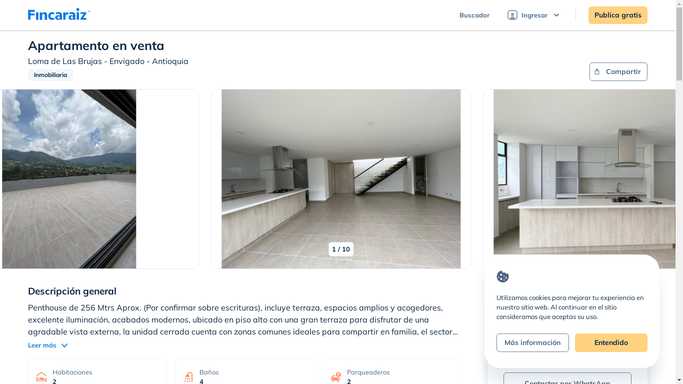 Fincaraiz
Buscador
Ingresar
Publica gratis
Apartamento en venta
Loma de Las Brujas - Envigado - Antioquia
Inmobiliaria
Compartir
1 / 10
Descripción general
Penthouse de 256 Mtrs Aprox. (Por confirmar sobre escrituras), incluye terraza, espacios amplios y acogedores,
excelente iluminación, acabados modernos, ubicado en piso alto con una gran terraza para disfrutar de una
agradable vista externa, la unidad cerrada cuenta con zonas comunes ideales para compartir en familia, el sector...
Leer más
Habitaciones
2
Baños
4
Parqueaderos
2
Utilizamos cookies para mejorar tu experiencia en
nuestro sitio web. Al continuar en el sitio
consideramos que aceptas su uso.
Más información
Entendido
Contactar por WhatsApp